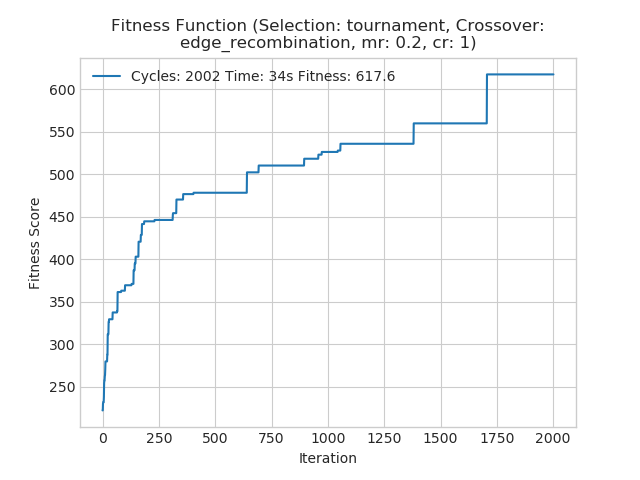 Fitness Function (Selection: tournament, Crossover:
edge_recombination, mr: 0.2, cr: 1)
Cycles: 2002 Time: 34s Fitness: 617.6
Fitness Score
600
550
500
450
400
350
300
250
0 250 500 750 1000 1250 1500 1750 2000
Iteration